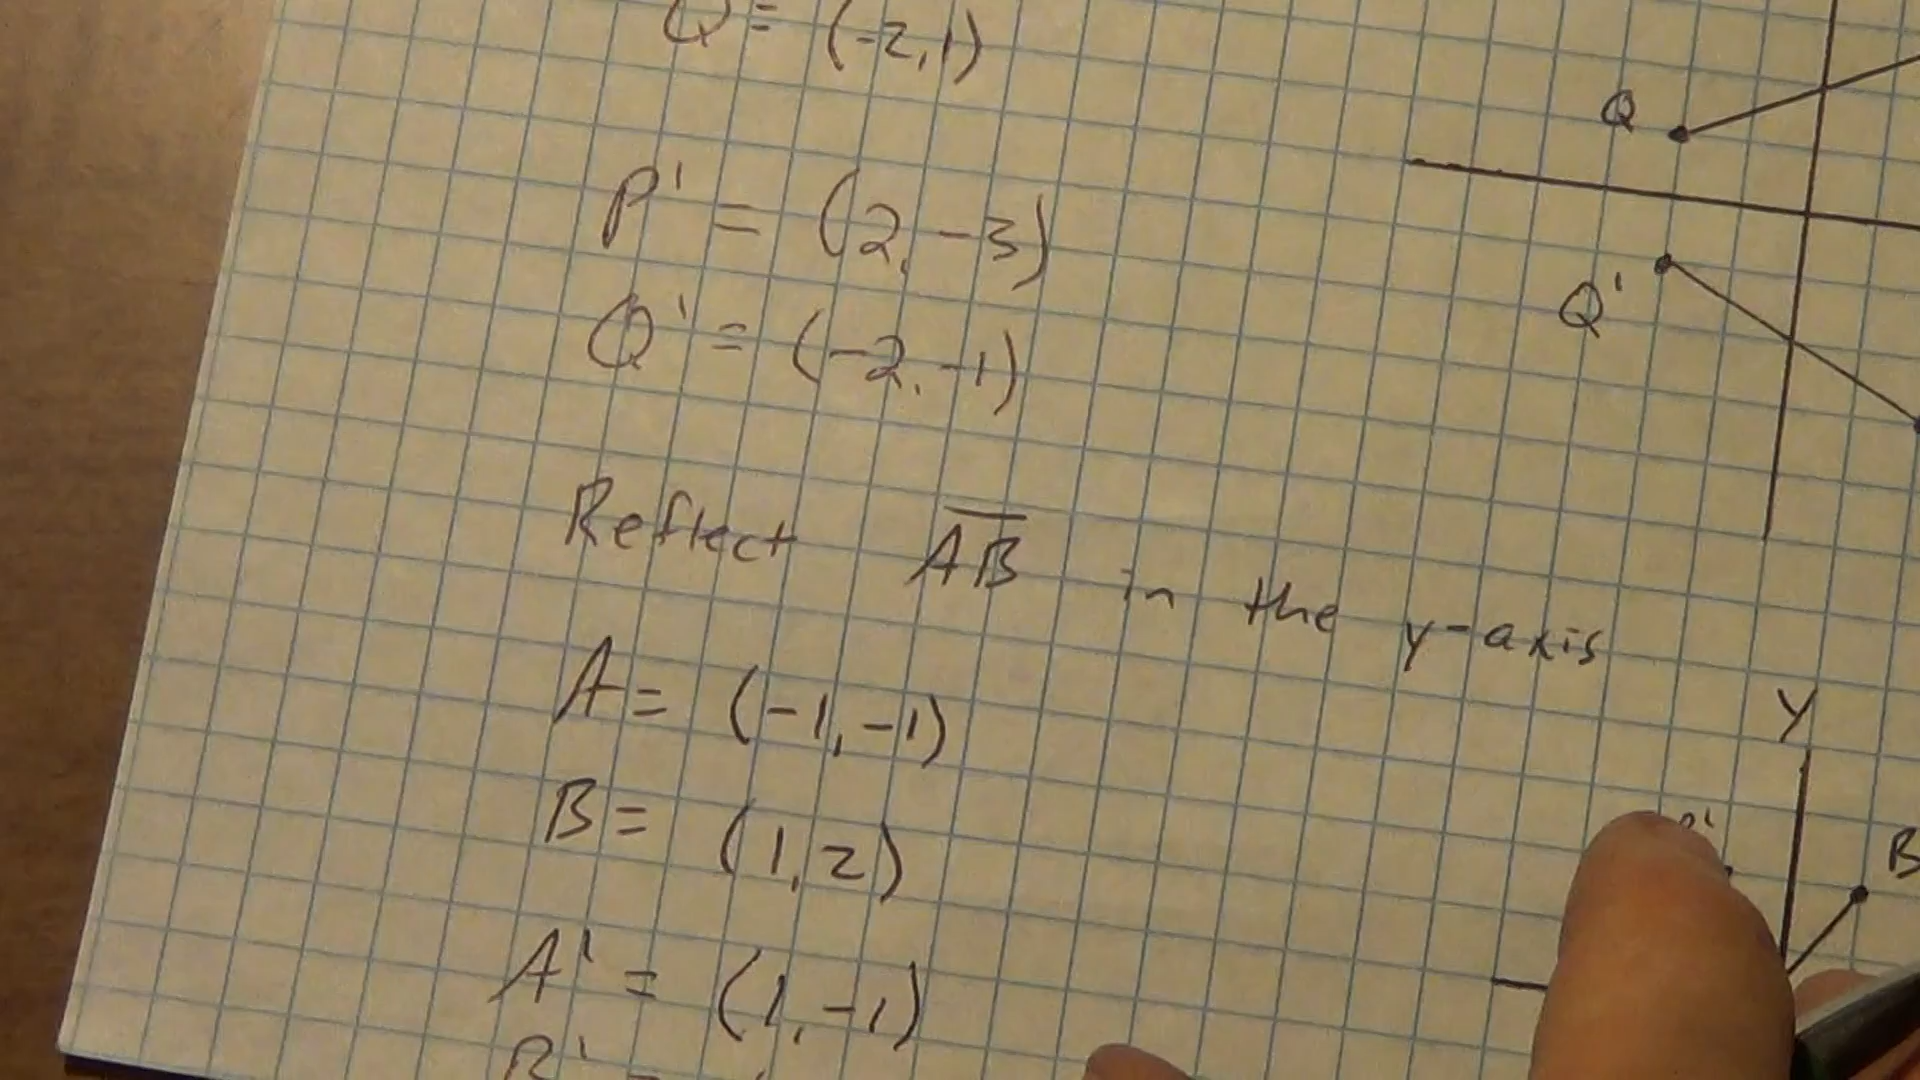 Q = (-2,1)
P' = (2,-3)
Q' = (-2,-1)
Reflect AB in the y-axis
A = (-1,-1)
B = (1,2)
A' = (1,-1)
B' =
Q
Q'
Y
B